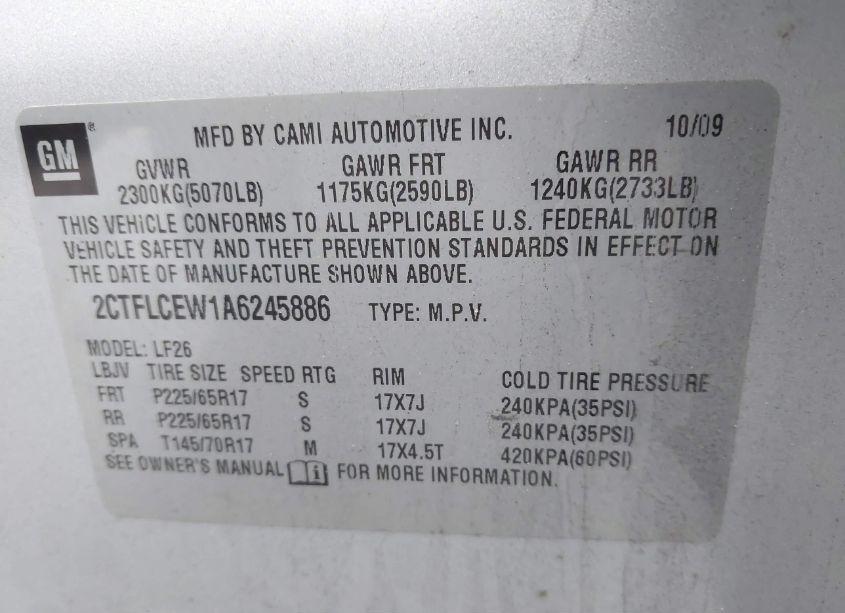 GM ®
MFD BY CAMI AUTOMOTIVE INC. 10/09
GVWR GAWR FRT GAWR RR
2300KG(5070LB) 1175KG(2590LB) 1240KG(2733LB)
THIS VEHICLE CONFORMS TO ALL APPLICABLE U.S. FEDERAL MOTOR
VEHICLE SAFETY AND THEFT PREVENTION STANDARDS IN EFFECT ON
THE DATE OF MANUFACTURE SHOWN ABOVE.
2CTFLCEW1A6245886 TYPE: M.P.V.
MODEL: LF26
LBJV TIRE SIZE SPEED RTG RIM COLD TIRE PRESSURE
FRT P225/65R17 S 17X7J 240KPA(35PSI)
RR P225/65R17 S 17X7J 240KPA(35PSI)
SPA T145/70R17 M 17X4.5T 420KPA(60PSI)
SEE OWNER'S MANUAL i FOR MORE INFORMATION.